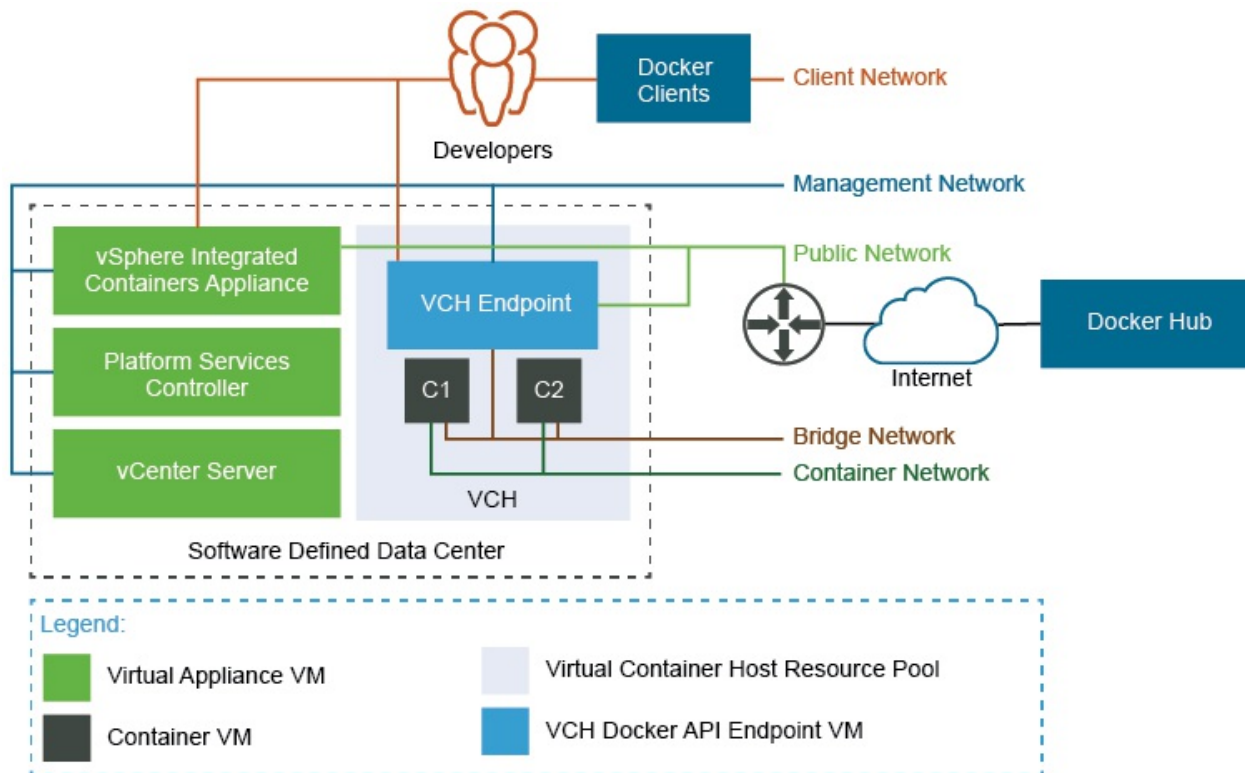 Docker
Clients
Client Network
Developers
Management Network
vSphere Integrated
Containers Appliance
Public Network
VCH Endpoint
Docker Hub
Platform Services
Controller
Internet
C1
C2
Bridge Network
vCenter Server
Container Network
VCH
Software Defined Data Center
Legend:
Virtual Appliance VM
Virtual Container Host Resource Pool
Container VM
VCH Docker API Endpoint VM